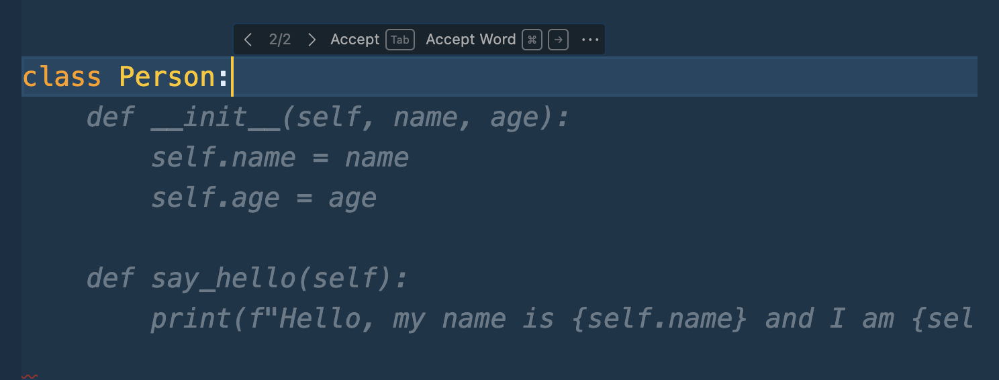 2/2 Accept Tab Accept Word ⌘ →
class Person:
    def __init__(self, name, age):
        self.name = name
        self.age = age
    def say_hello(self):
        print(f"Hello, my name is {self.name} and I am {sel